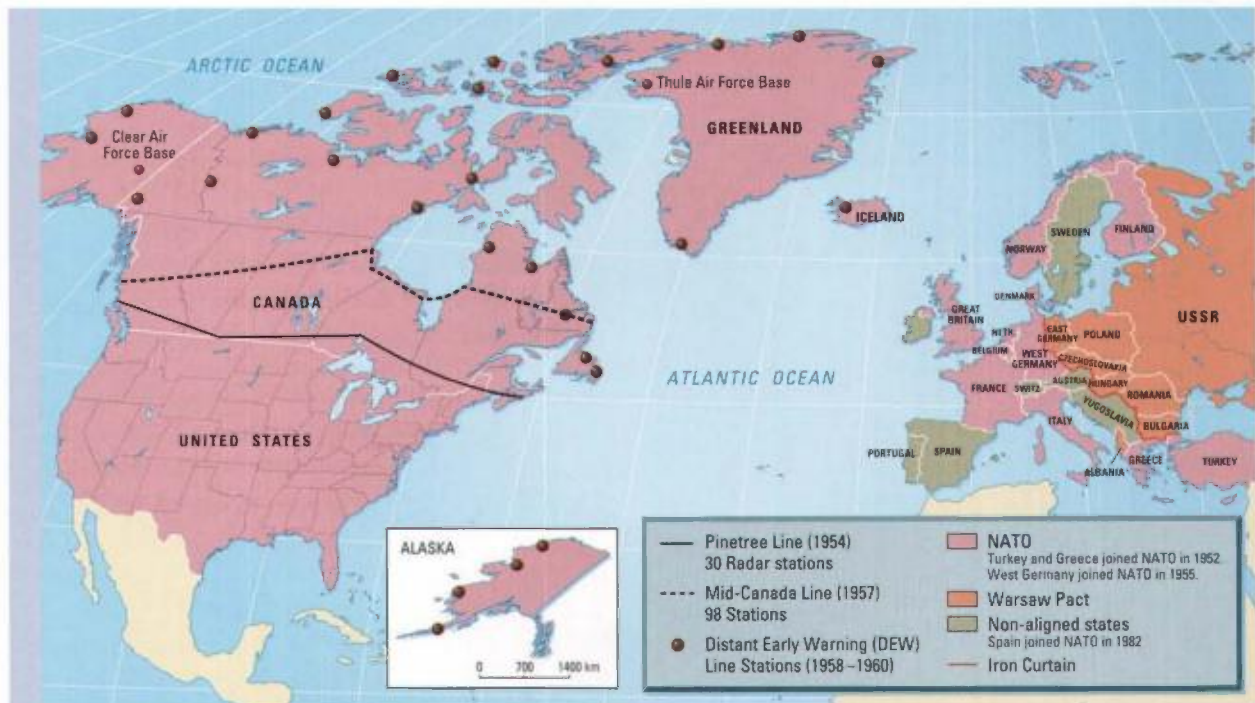 ARCTIC OCEAN
Thule Air Force Base
GREENLAND
Clear Air
Force Base
ICELAND
SWEDEN
FINLAND
NORWAY
CANADA
DENMARK
GREAT
BRITAIN
USSR
NETH.
EAST
GERMANY
POLAND
BELGIUM
WEST
GERMANY
CZECHOSLOVAKIA
ATLANTIC OCEAN
FRANCE
SWITZ
AUSTRIA
HUNGARY
ROMANIA
YUGOSLAVIA
UNITED STATES
ITALY
BULGARIA
PORTUGAL
SPAIN
ALBANIA
GREECE
TURKEY
ALASKA
0 700 1400 km
Pinetree Line (1954)
30 Radar stations
Mid-Canada Line (1957)
98 Stations
Distant Early Warning (DEW)
Line Stations (1958–1960)
NATO
Turkey and Greece joined NATO in 1952.
West Germany joined NATO in 1955.
Warsaw Pact
Non-aligned states
Spain joined NATO in 1982
Iron Curtain